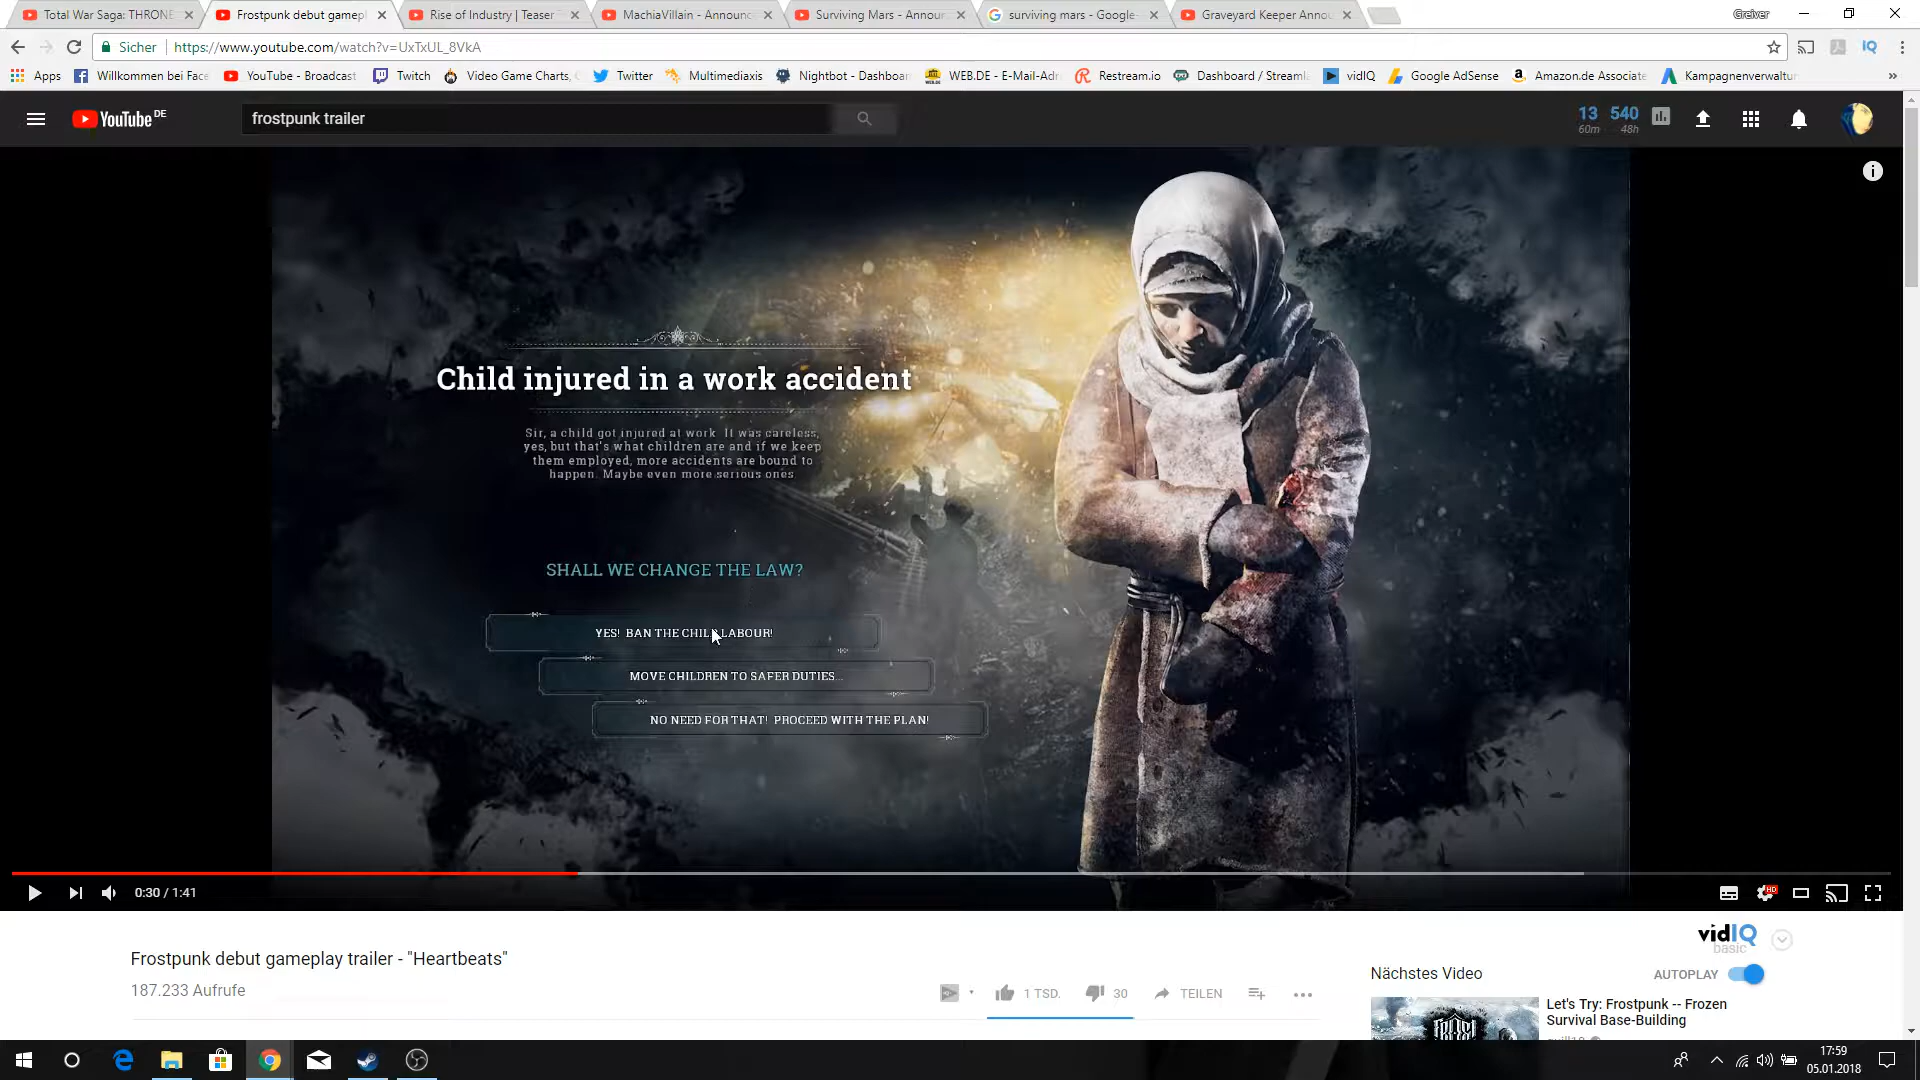 Total War Saga: THRONE
Frostpunk debut gamepl
Rise of Industry | Teaser
MachiaVillain - Announc
Surviving Mars - Annour
surviving mars - Google-
Graveyard Keeper Annou
Greiver
Sicher
https://www.youtube.com/watch?v=UxTxUL_8VkA
IQ
Apps
Willkommen bei Face
YouTube - Broadcast
Twitch
Video Game Charts, G
Twitter
Multimediaxis
Nightbot - Dashboar
WEB.DE - E-Mail-Adr
Restream.io
Dashboard / Streamla
vidIQ
Google AdSense
Amazon.de Associate
Kampagnenverwaltun
»
YouTube DE
frostpunk trailer
13 540
60m 48h
Child injured in a work accident
Sir, a child got injured at work. It was careless,
yes, but that's what children are and if we keep
them employed, more accidents are bound to
happen. Maybe even more serious ones
SHALL WE CHANGE THE LAW?
YES! BAN THE CHILD LABOUR!
MOVE CHILDREN TO SAFER DUTIES...
NO NEED FOR THAT! PROCEED WITH THE PLAN!
0:30 / 1:41
HD
Frostpunk debut gameplay trailer - "Heartbeats"
187.233 Aufrufe
1 TSD.
30
TEILEN
vidIQ
basic
Nächstes Video
AUTOPLAY
Let's Try: Frostpunk -- Frozen
Survival Base-Building
17:59
05.01.2018